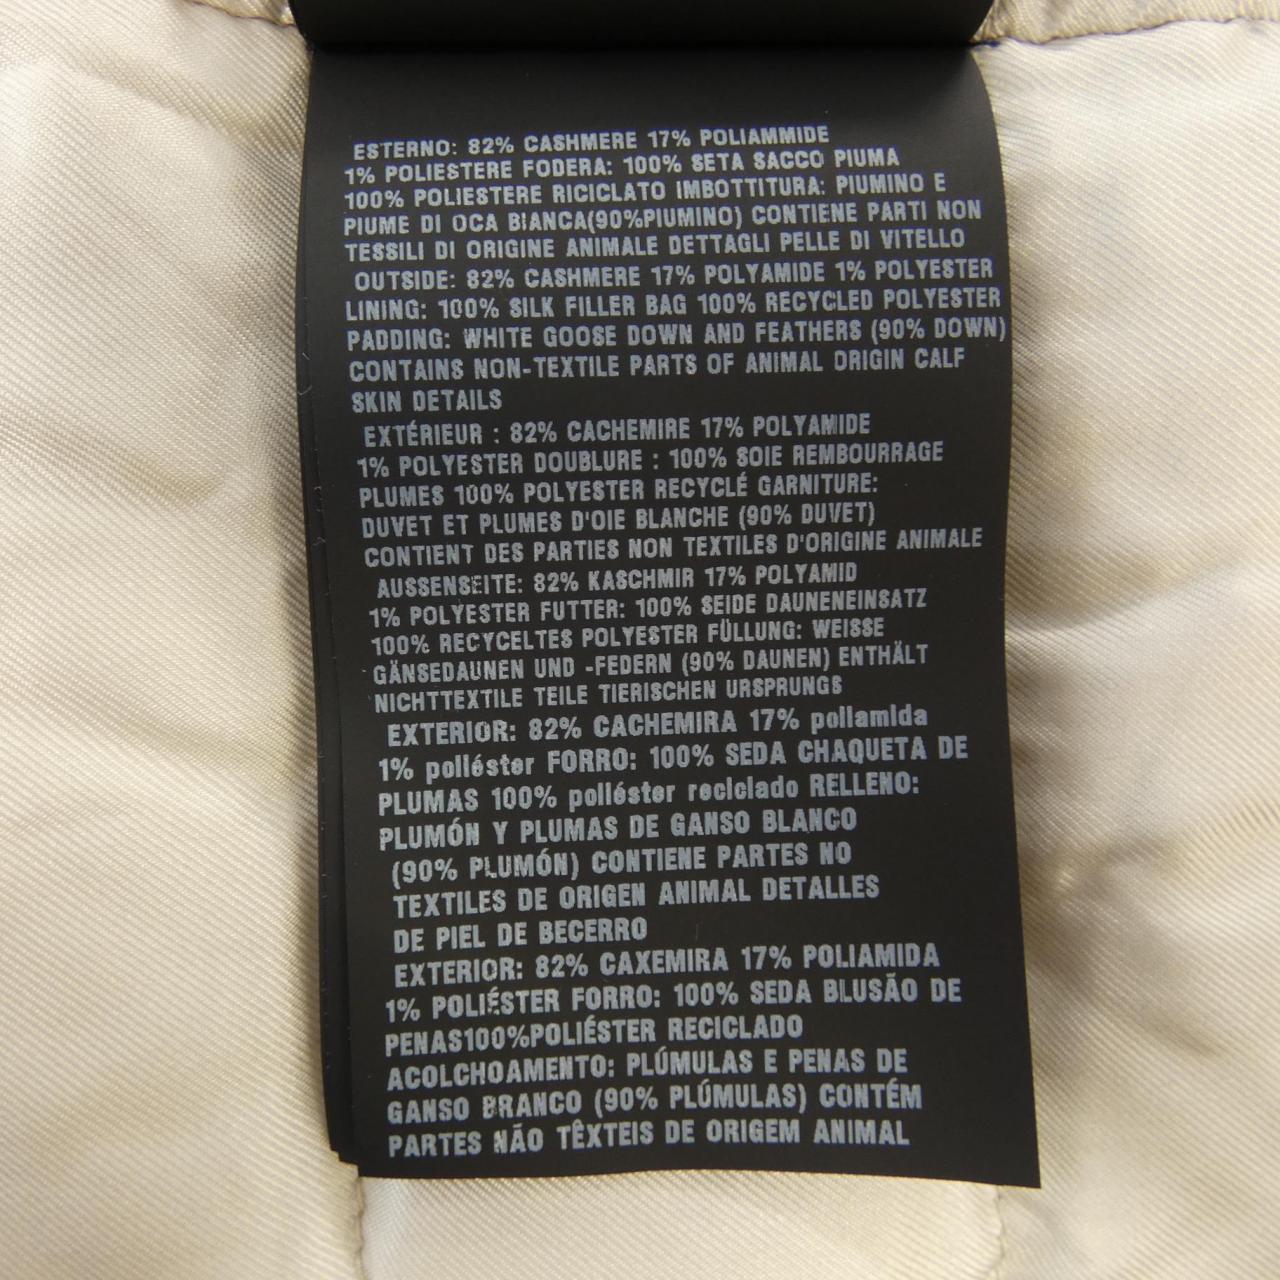 ESTERNO: 82% CASHMERE 17% POLIAMMIDE
1% POLIESTERE FODERA: 100% SETA SACCO PIUMA
100% POLIESTERE RICICLATO IMBOTTITURA: PIUMINO E
PIUME DI OCA BIANCA(90%PIUMINO) CONTIENE PARTI NON
TESSILI DI ORIGINE ANIMALE DETTAGLI PELLE DI VITELLO
OUTSIDE: 82% CASHMERE 17% POLYAMIDE 1% POLYESTER
LINING: 100% SILK FILLER BAG 100% RECYCLED POLYESTER
PADDING: WHITE GOOSE DOWN AND FEATHERS (90% DOWN)
CONTAINS NON-TEXTILE PARTS OF ANIMAL ORIGIN CALF
SKIN DETAILS
EXTÉRIEUR : 82% CACHEMIRE 17% POLYAMIDE
1% POLYESTER DOUBLURE : 100% SOIE REMBOURRAGE
PLUMES 100% POLYESTER RECYCLÉ GARNITURE:
DUVET ET PLUMES D'OIE BLANCHE (90% DUVET)
CONTIENT DES PARTIES NON TEXTILES D'ORIGINE ANIMALE
AUSSENSEITE: 82% KASCHMIR 17% POLYAMID
1% POLYESTER FUTTER: 100% SEIDE DAUNENEINSATZ
100% RECYCELTES POLYESTER FÜLLUNG: WEISSE
GÄNSEDAUNEN UND -FEDERN (90% DAUNEN) ENTHÄLT
NICHTTEXTILE TEILE TIERISCHEN URSPRUNGS
EXTERIOR: 82% CACHEMIRA 17% poliamida
1% poliéster FORRO: 100% SEDA CHAQUETA DE
PLUMAS 100% poliéster reciclado RELLENO:
PLUMÓN Y PLUMAS DE GANSO BLANCO
(90% PLUMÓN) CONTIENE PARTES NO
TEXTILES DE ORIGEN ANIMAL DETALLES
DE PIEL DE BECERRO
EXTERIOR: 82% CAXEMIRA 17% POLIAMIDA
1% POLIÉSTER FORRO: 100% SEDA BLUSÃO DE
PENAS100%POLIÉSTER RECICLADO
ACOLCHOAMENTO: PLÚMULAS E PENAS DE
GANSO BRANCO (90% PLÚMULAS) CONTÉM
PARTES NÃO TÊXTEIS DE ORIGEM ANIMAL